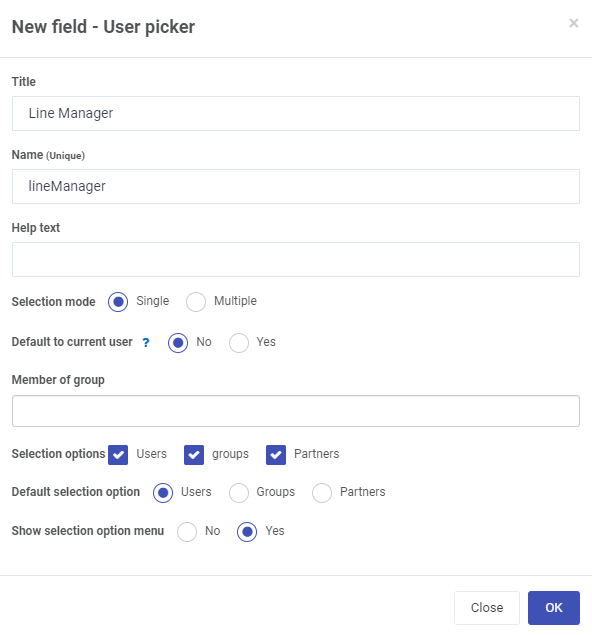 New field - User picker ×
Title
Line Manager
Name (Unique)
lineManager
Help text
Selection mode Single Multiple
Default to current user ? No Yes
Member of group
Selection options Users groups Partners
Default selection option Users Groups Partners
Show selection option menu No Yes
Close OK